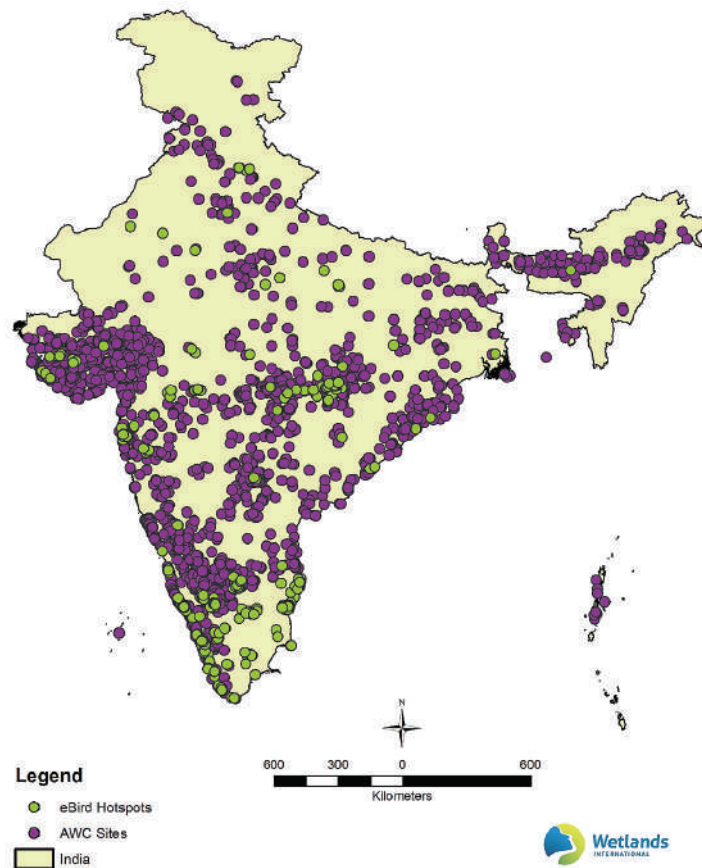 N
600 300 0 600
Kilometers
Legend
eBird Hotspots
AWC Sites
India
Wetlands
INTERNATIONAL